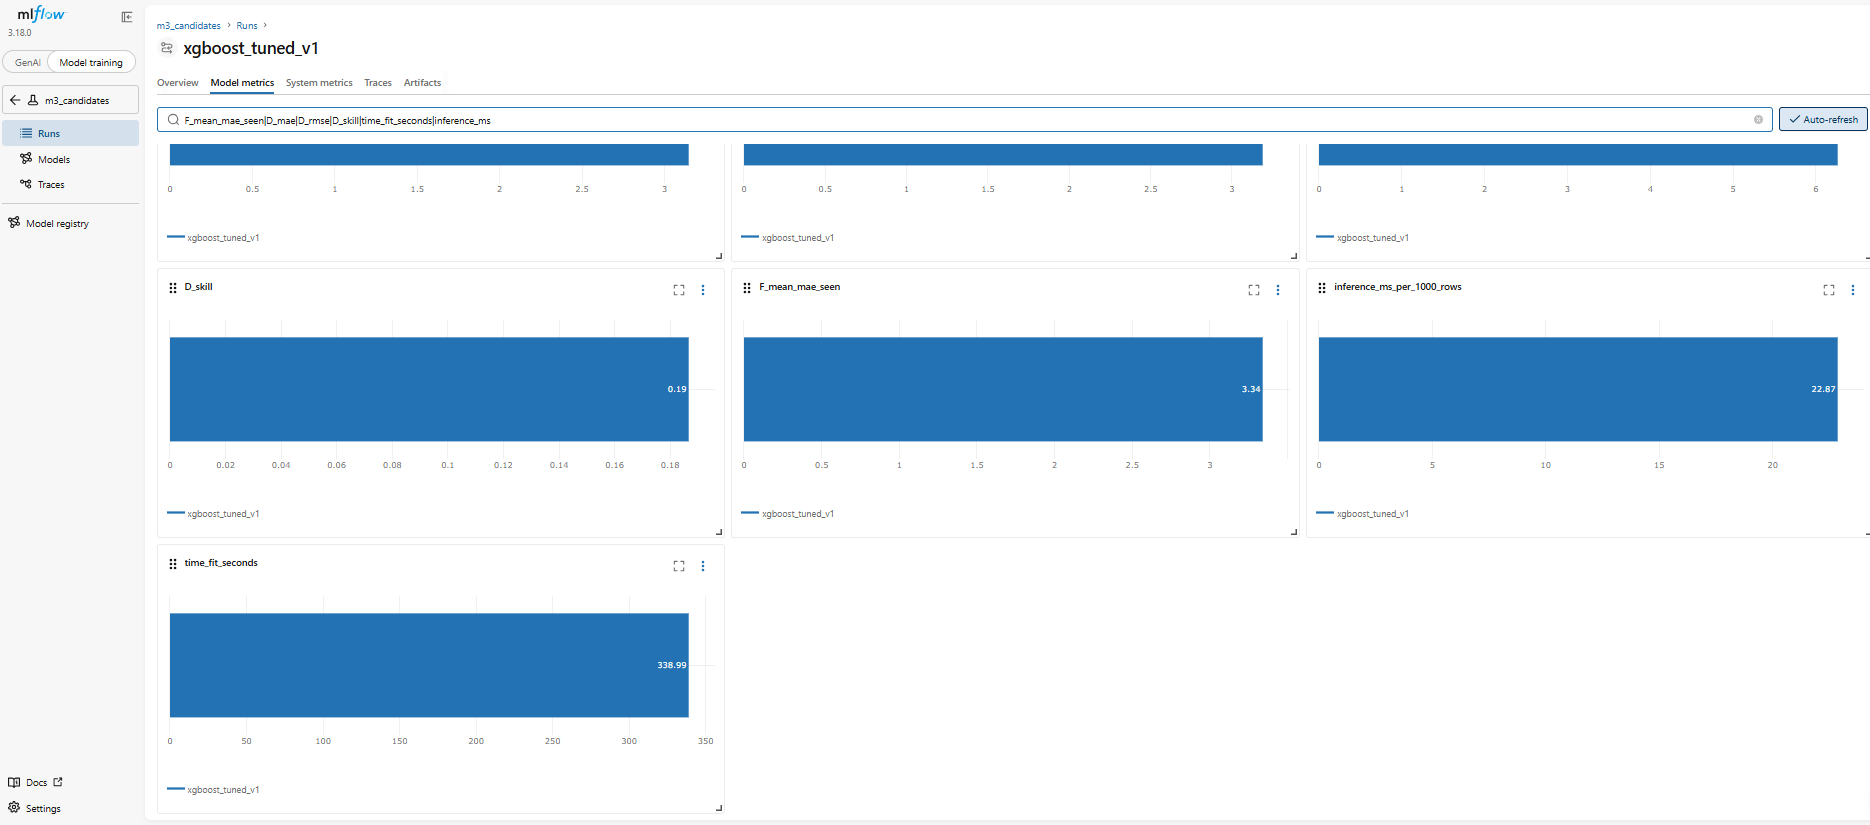 mlflow
3.18.0
GenAI
Model training
m3_candidates
Runs
Models
Traces
Model registry
Docs
Settings
m3_candidates > Runs >
xgboost_tuned_v1
Overview Model metrics System metrics Traces Artifacts
F_mean_mae_seen|D_mae|D_rmse|D_skill|time_fit_seconds|inference_ms
Auto-refresh
0 0.5 1 1.5 2 2.5 3
xgboost_tuned_v1
0 0.5 1 1.5 2 2.5 3
xgboost_tuned_v1
0 1 2 3 4 5 6
xgboost_tuned_v1
D_skill
0.19
0 0.02 0.04 0.06 0.08 0.1 0.12 0.14 0.16 0.18
xgboost_tuned_v1
F_mean_mae_seen
3.34
0 0.5 1 1.5 2 2.5 3
xgboost_tuned_v1
inference_ms_per_1000_rows
22.87
0 5 10 15 20
xgboost_tuned_v1
time_fit_seconds
338.99
0 50 100 150 200 250 300 350
xgboost_tuned_v1